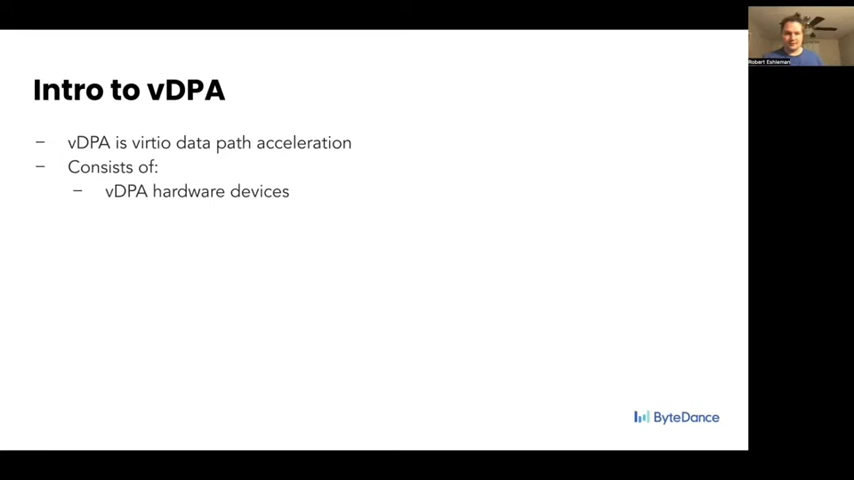 Intro to vDPA
– vDPA is virtio data path acceleration
– Consists of:
– vDPA hardware devices
ByteDance
Robert Eshleman